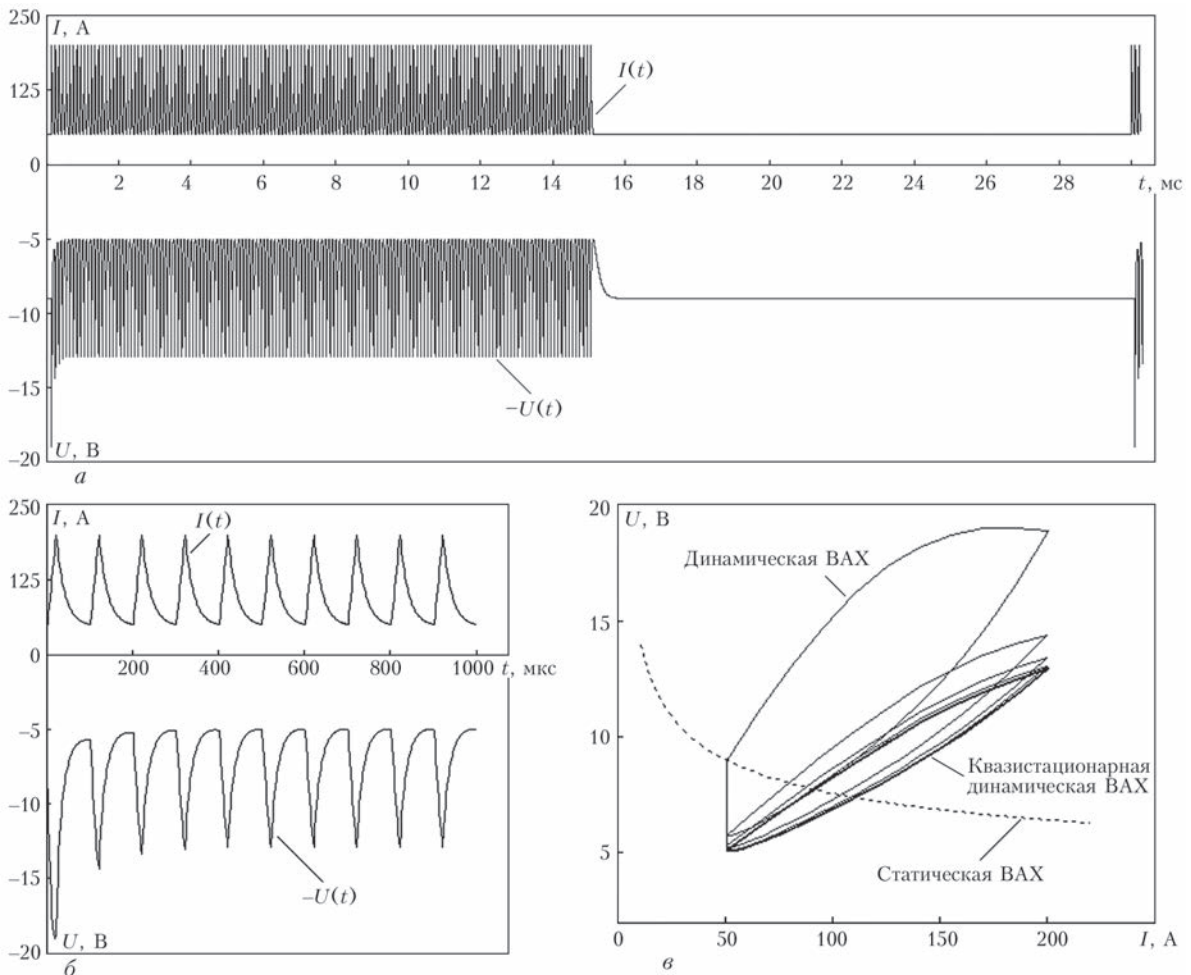 250
I, А
125
0
I(t)
2 4 6 8 10 12 14 16 18 20 22 24 26 28 t, мс
–5
–10
–15
–20
–U(t)
U, В
а
250
I, А
I(t)
125
0
200 400 600 800 1000 t, мкс
–5
–10
–15
–20
–U(t)
U, В
б
20
U, В
Динамическая ВАХ
15
10
Квазистационарная
динамическая ВАХ
5
Статическая ВАХ
0 50 100 150 200 I, А
в